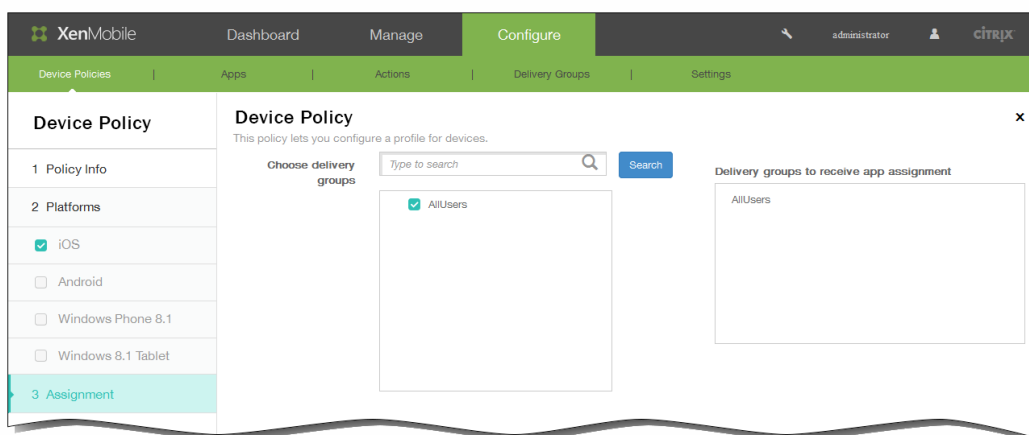 XenMobile Dashboard Manage Configure administrator CİTRIX
Device Policies | Apps | Actions | Delivery Groups | Settings
Device Policy
1 Policy Info
2 Platforms
iOS
Android
Windows Phone 8.1
Windows 8.1 Tablet
3 Assignment
Device Policy
x
This policy lets you configure a profile for devices.
Choose delivery
groups
Type to search
Search
AllUsers
Delivery groups to receive app assignment
AllUsers